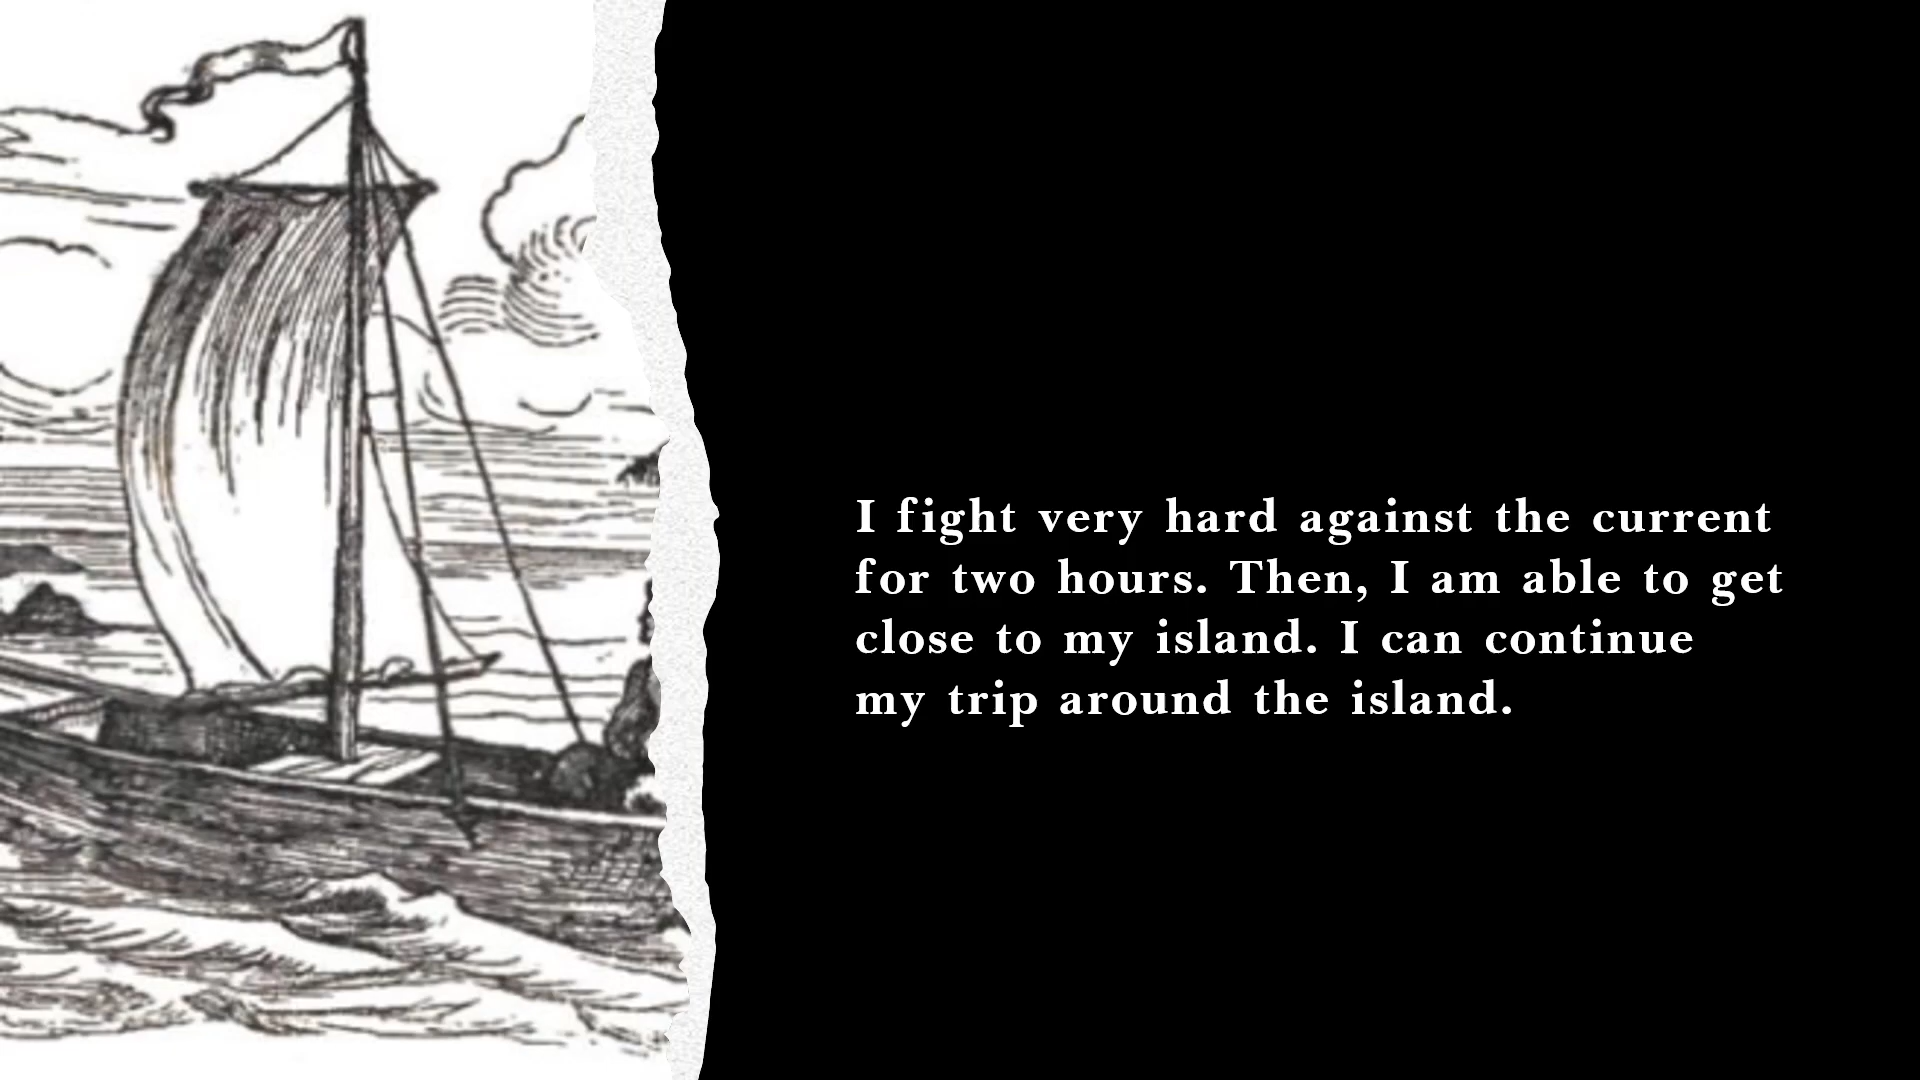 I fight very hard against the current
for two hours. Then, I am able to get
close to my island. I can continue
my trip around the island.